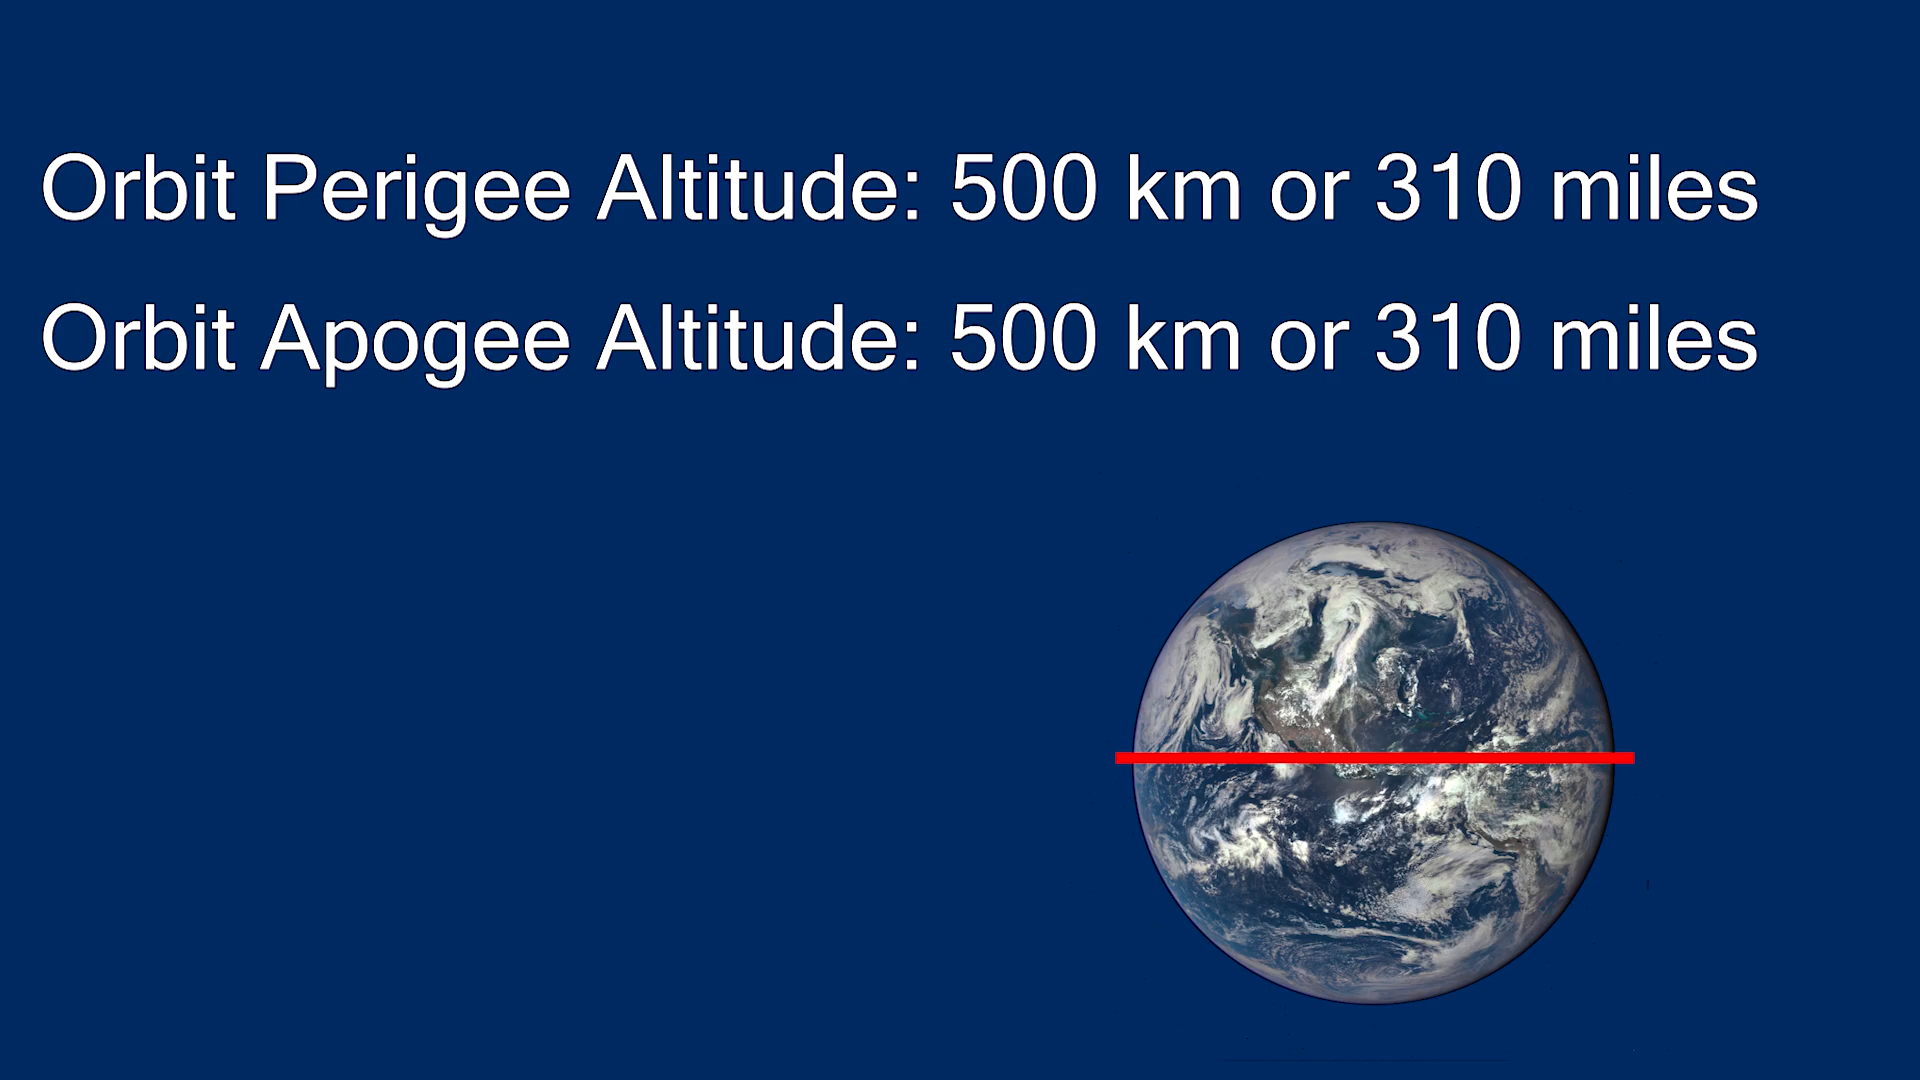 Orbit Perigee Altitude: 500 km or 310 miles
Orbit Apogee Altitude: 500 km or 310 miles